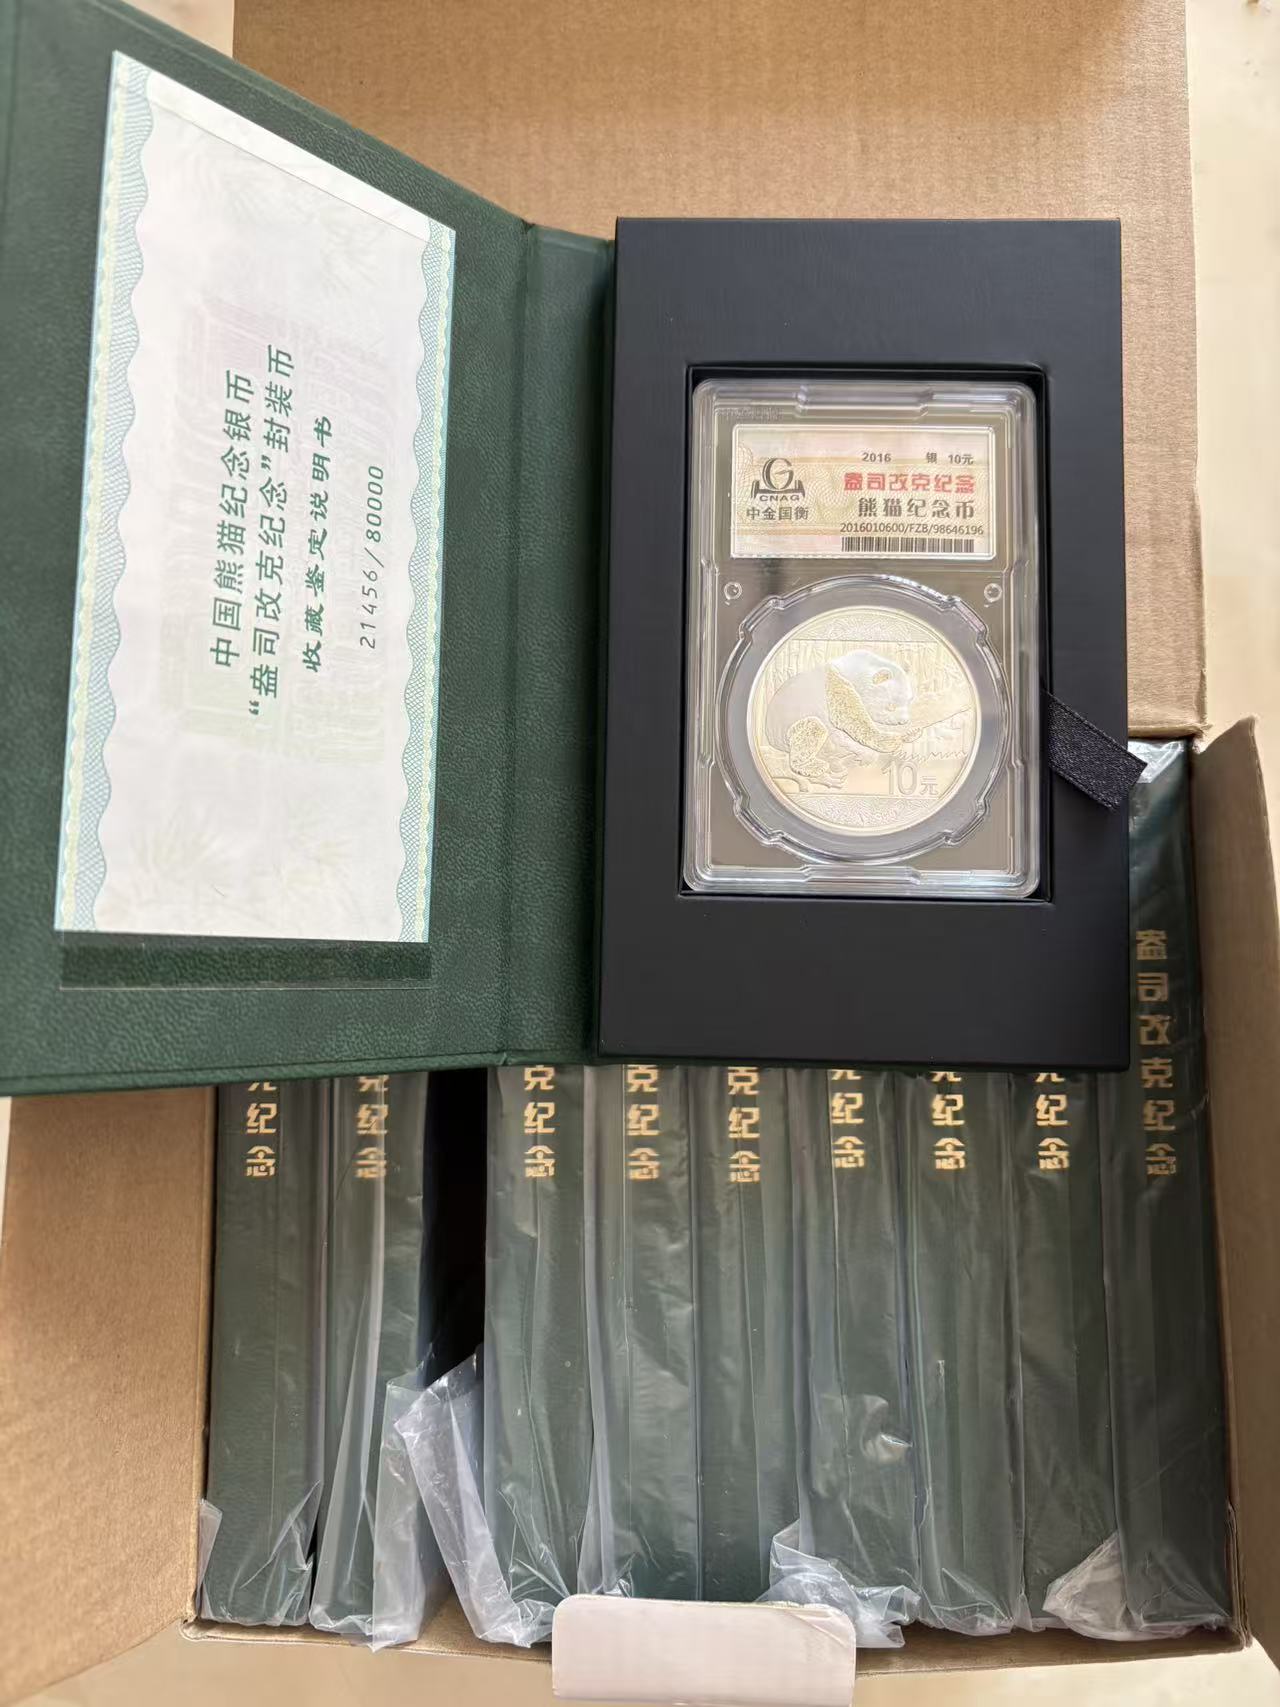 中国熊猫纪念银币
“盎司改克纪念”封装币
收藏鉴定说明书
21456/80000
2016 银 10元
盎司改克纪念
CNAG
中金国衡
熊猫纪念币
2016010600/FZB/98646196
10元
克纪念
克纪念
克纪念
克纪念
克纪念
克纪念
克纪念
克纪念
盎司改克纪念